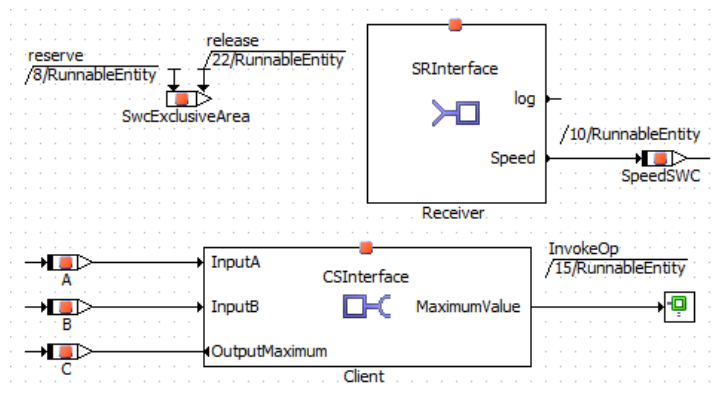 reserve
/8/RunnableEntity
release
/22/RunnableEntity
SwcExclusiveArea
SRInterface
log
Speed
Receiver
/10/RunnableEntity
SpeedSWC
A
B
C
InputA
InputB
OutputMaximum
CSInterface
MaximumValue
Client
InvokeOp
/15/RunnableEntity